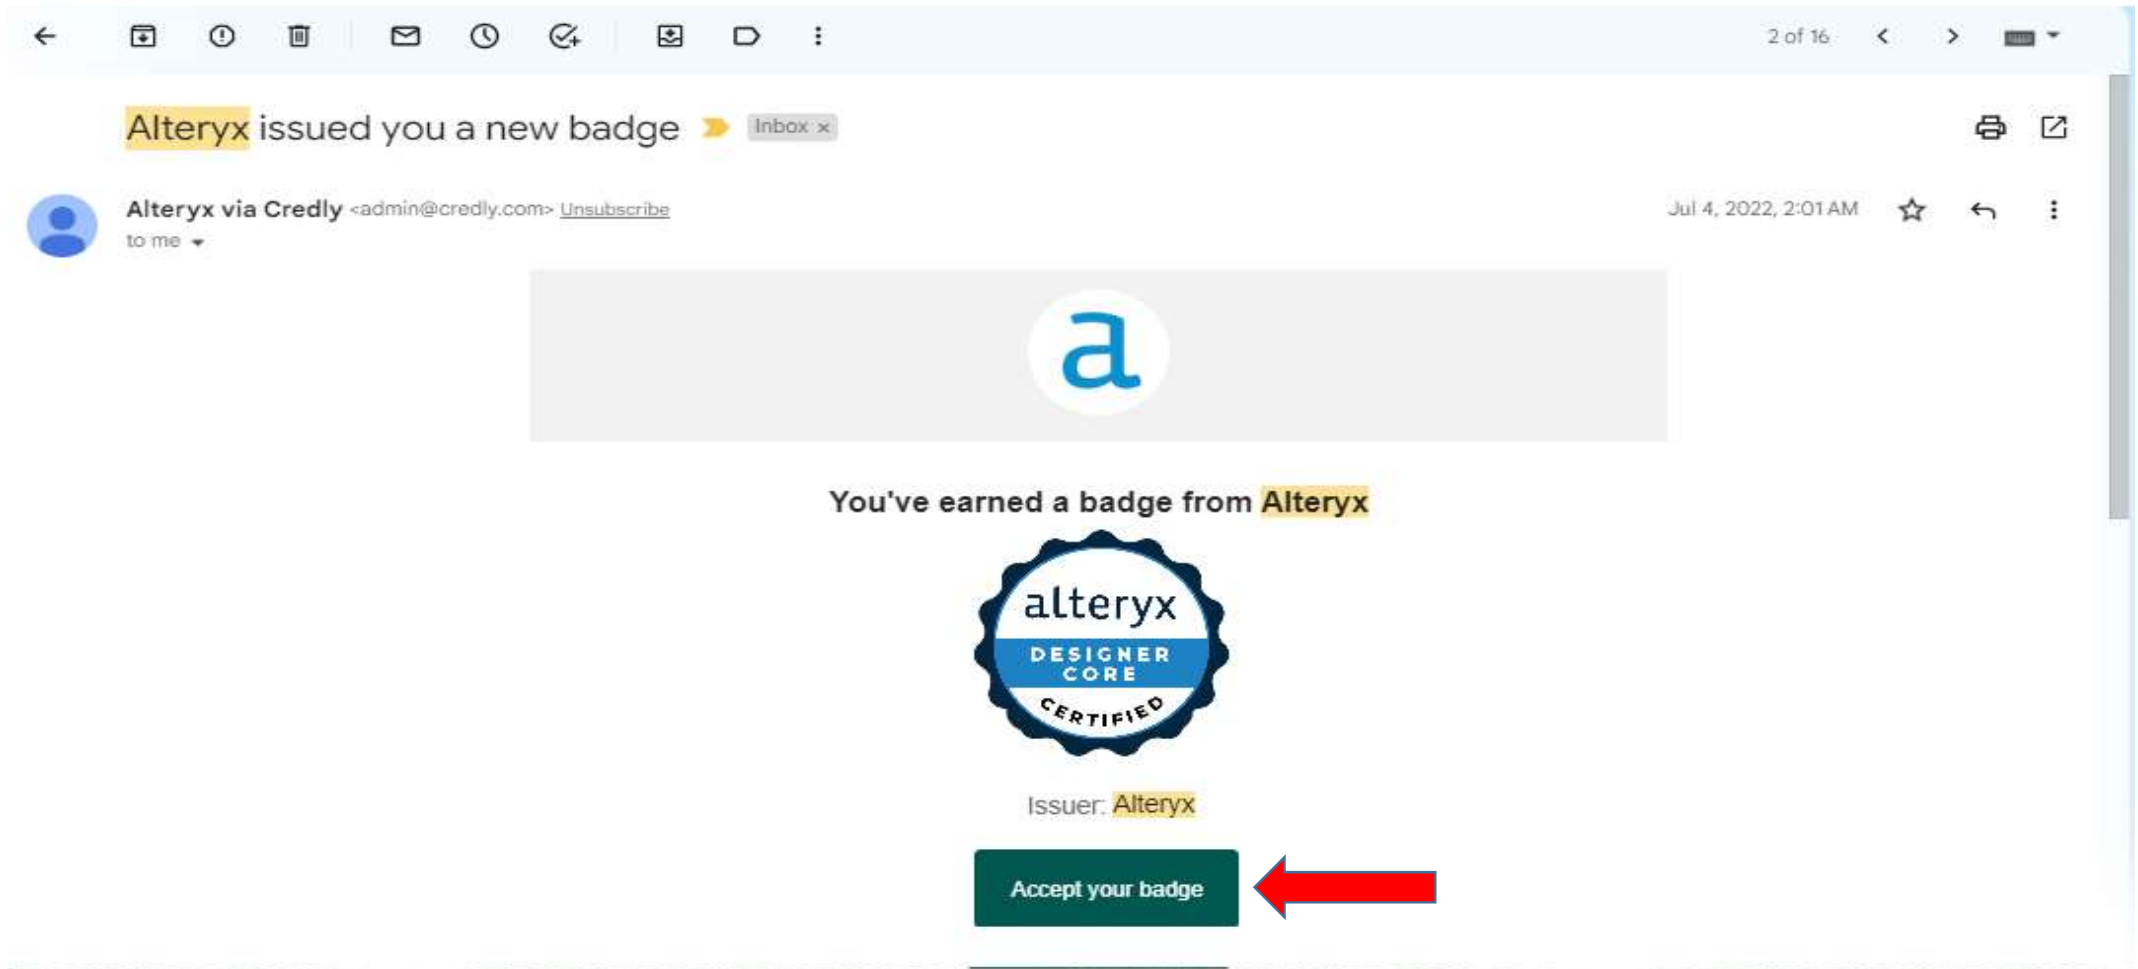 2 of 16
Alteryx issued you a new badge Inbox ×
Alteryx via Credly <admin@credly.com> Unsubscribe
Jul 4, 2022, 2:01 AM
to me
a
You've earned a badge from Alteryx
alteryx
DESIGNER
CORE
CERTIFIED
Issuer: Alteryx
Accept your badge